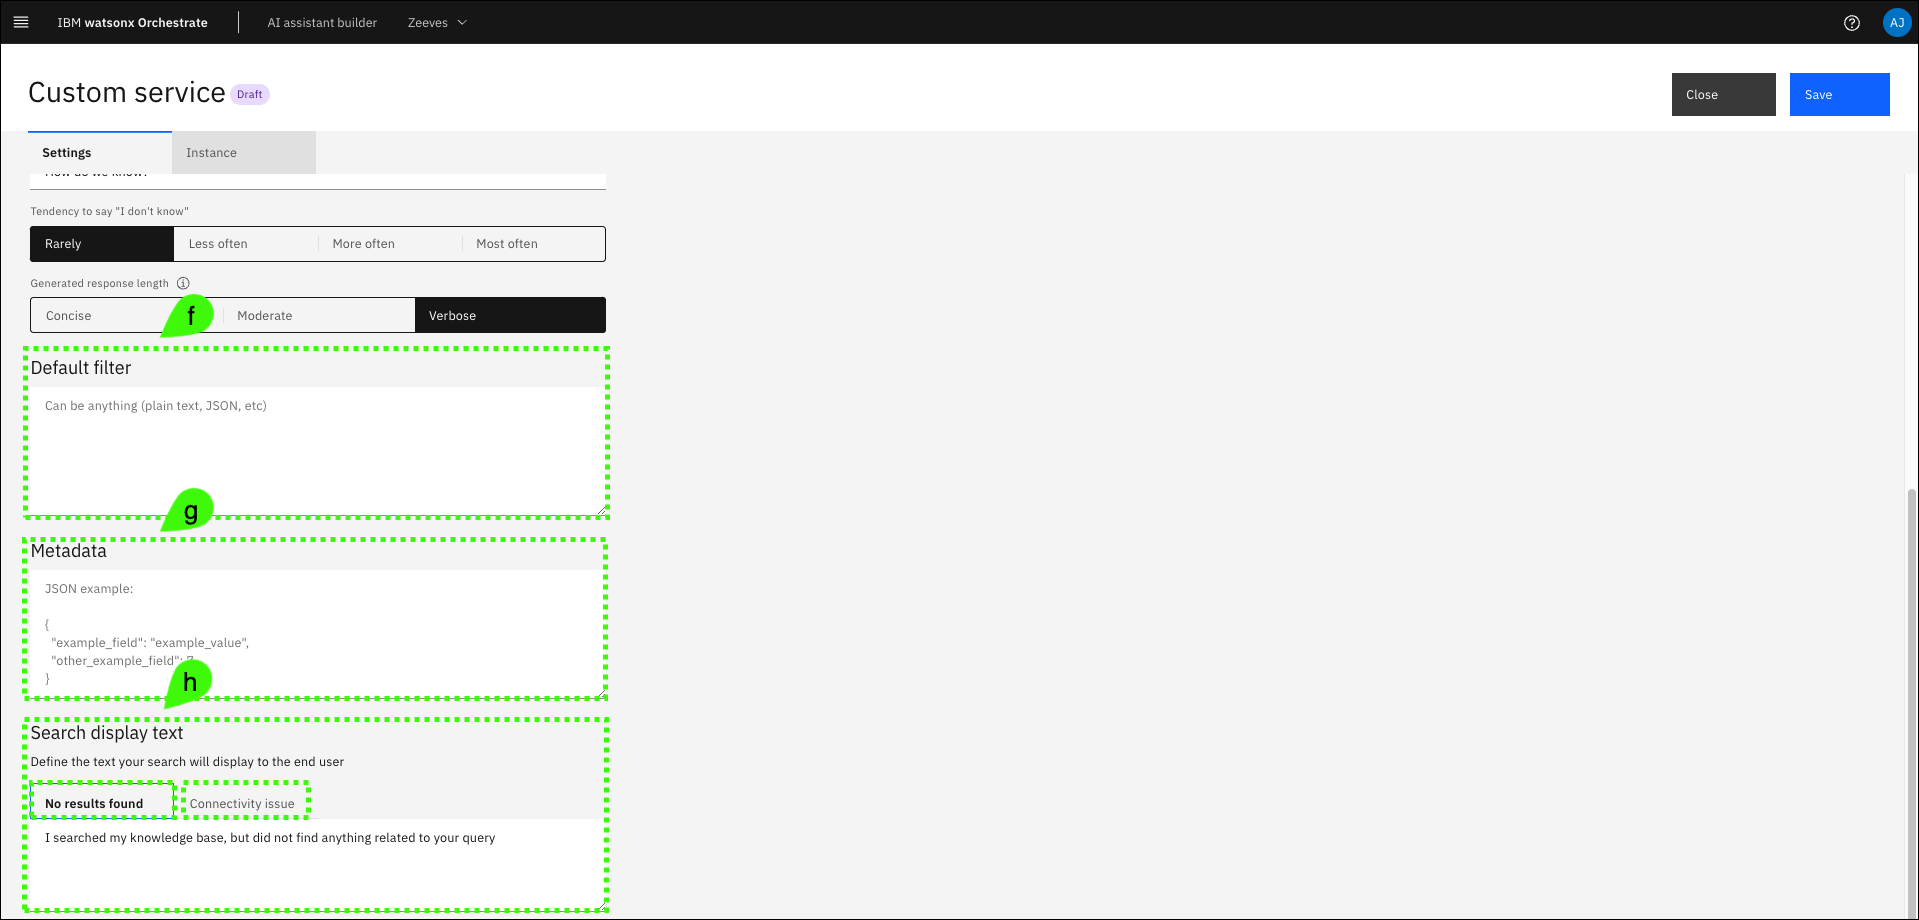 IBM watsonx Orchestrate
AI assistant builder
Zeeves
AJ
Custom service
Draft
Close
Save
Settings
Instance
How do we know?
Tendency to say "I don't know"
Rarely
Less often
More often
Most often
Generated response length
Concise
Moderate
Verbose
f
Default filter
Can be anything (plain text, JSON, etc)
g
Metadata
JSON example:
{
"example_field": "example_value",
"other_example_field": 7
}
h
Search display text
Define the text your search will display to the end user
No results found
Connectivity issue
I searched my knowledge base, but did not find anything related to your query